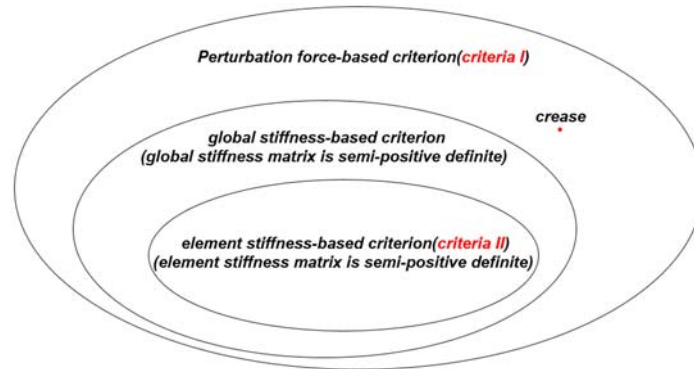 Perturbation force-based criterion(criteria I)
crease
global stiffness-based criterion
(global stiffness matrix is semi-positive definite)
element stiffness-based criterion(criteria II)
(element stiffness matrix is semi-positive definite)